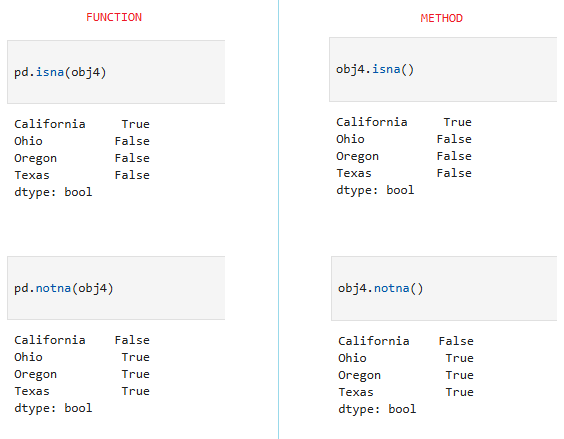 FUNCTION
pd.isna(obj4)
California     True
Ohio          False
Oregon        False
Texas         False
dtype: bool
pd.notna(obj4)
California    False
Ohio           True
Oregon         True
Texas          True
dtype: bool
METHOD
obj4.isna()
California     True
Ohio          False
Oregon        False
Texas         False
dtype: bool
obj4.notna()
California    False
Ohio           True
Oregon         True
Texas          True
dtype: bool